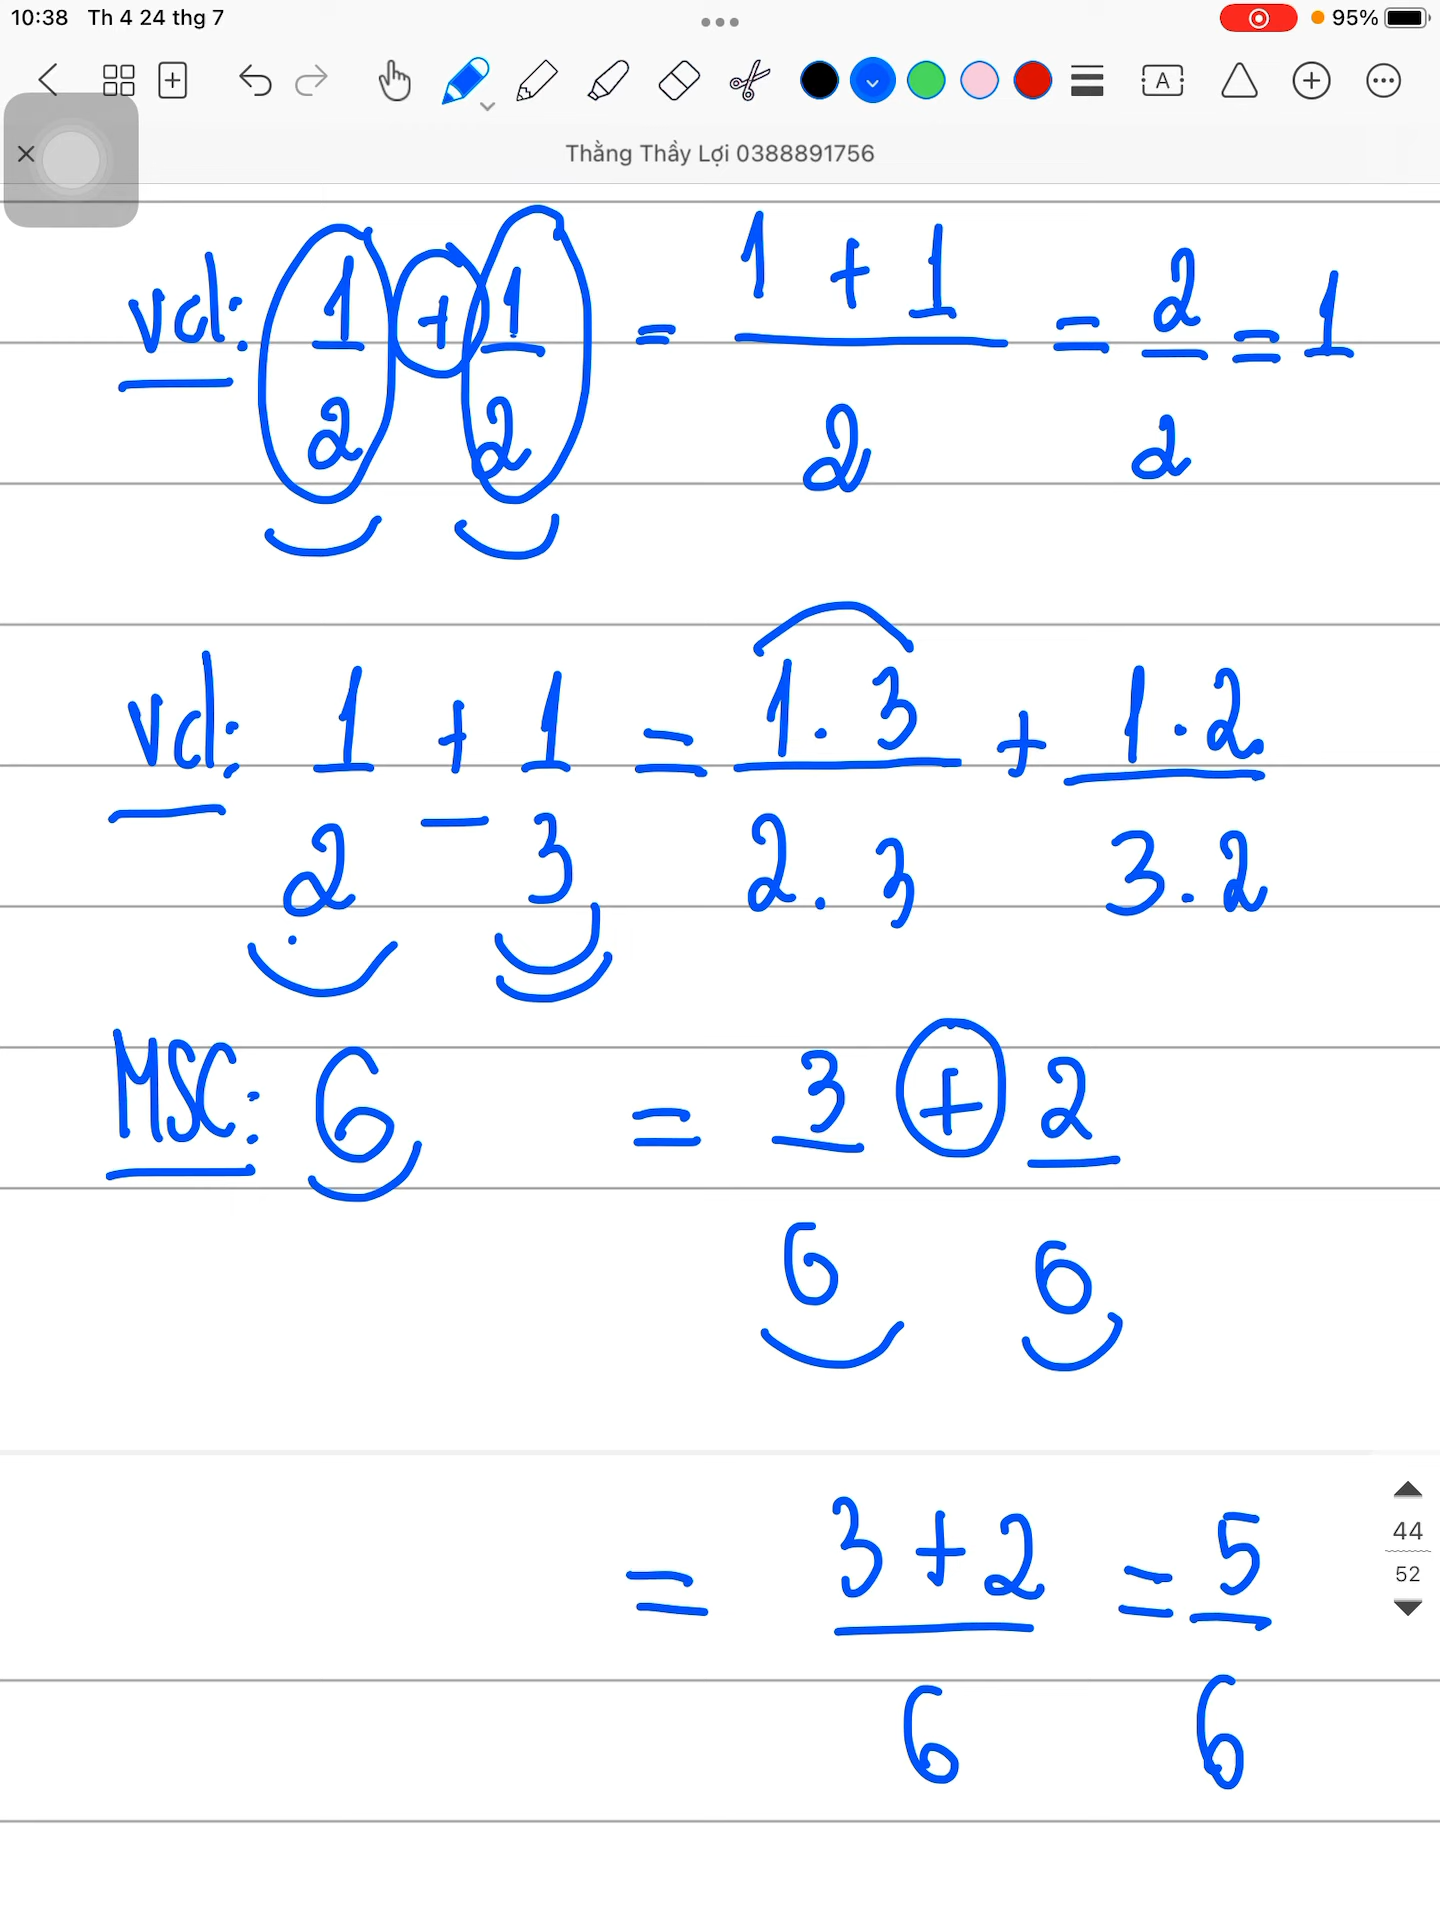 10:38 Th 4 24 thg 7 95%
A
Thằng Thầy Lợi 0388891756
vd: 1/2 + 1/2 = (1 + 1)/2 = 2/2 = 1
vd: 1/2 + 1/3 = (1 . 3)/(2 . 3) + (1 . 2)/(3 . 2)
MSC: 6 = 3/6 + 2/6
= (3 + 2)/6 = 5/6
44
52